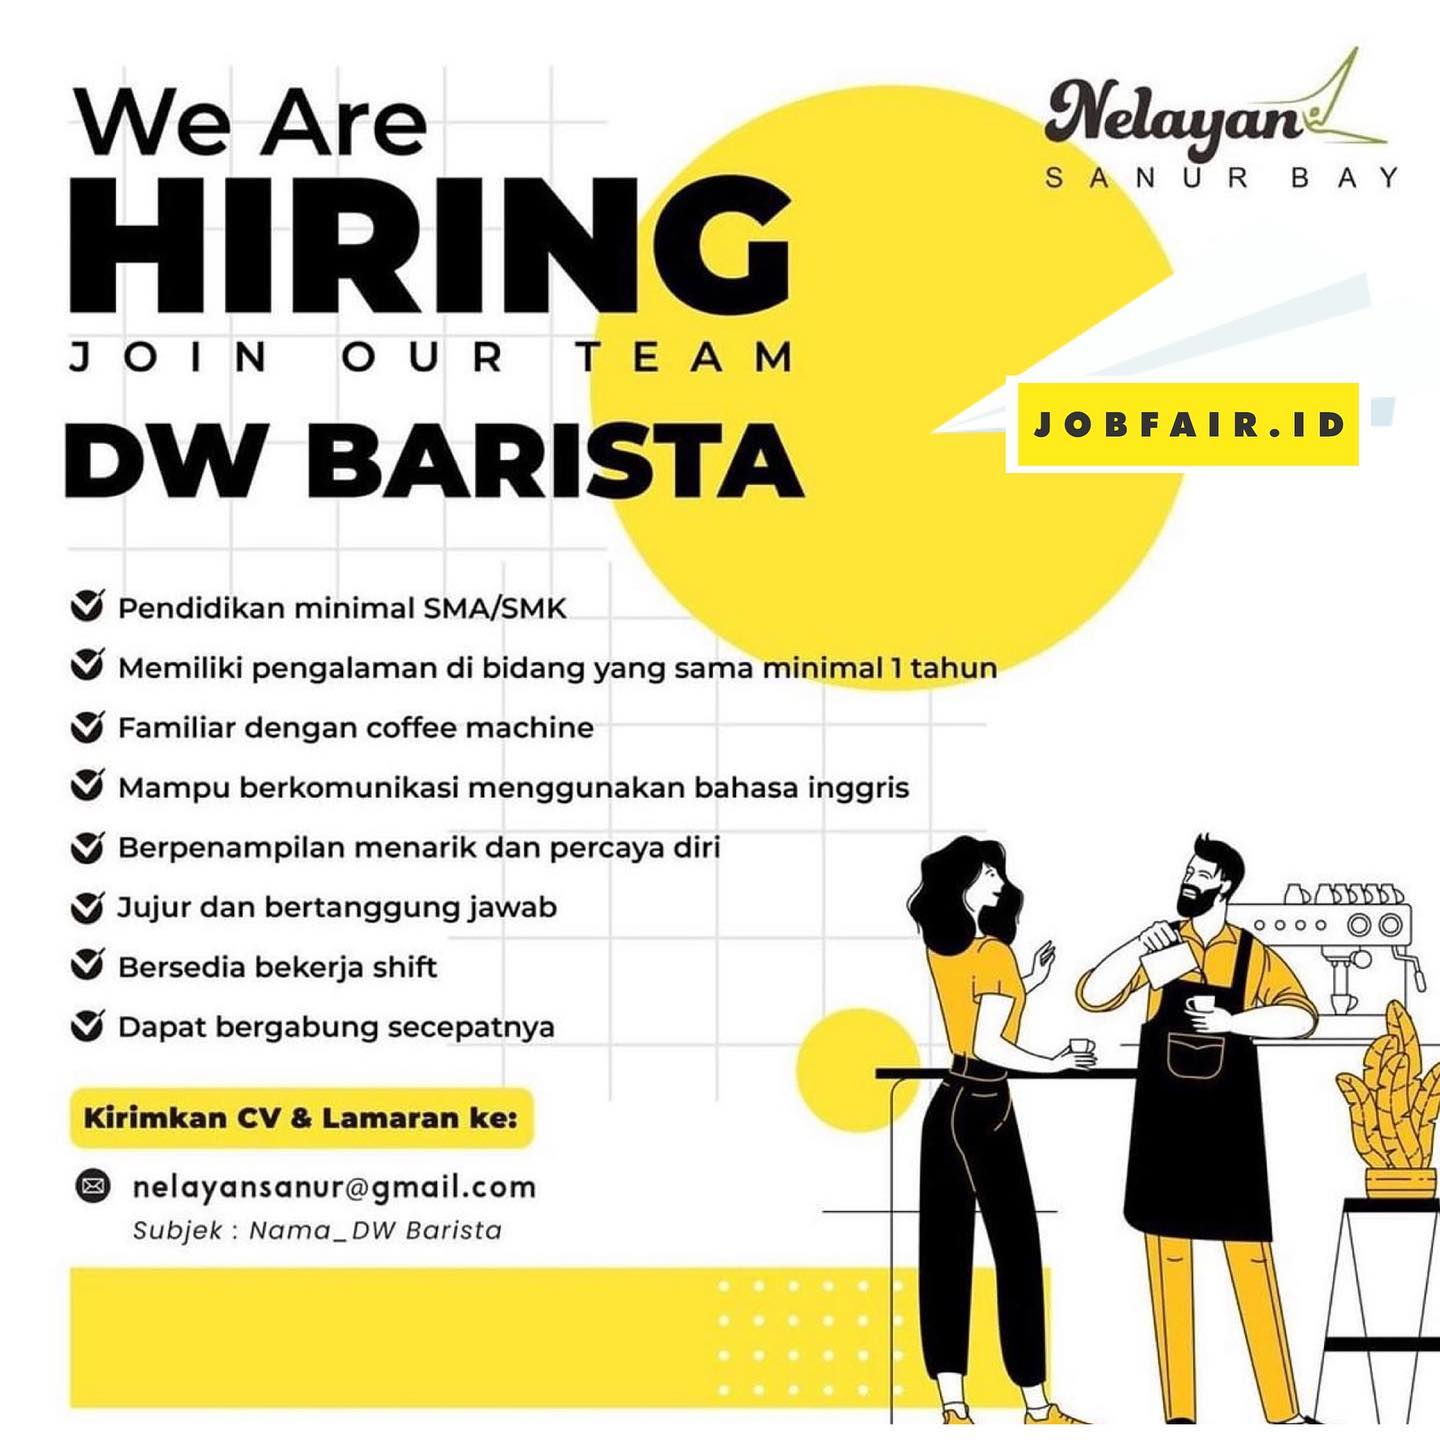 We Are
HIRING
JOIN OUR TEAM
DW BARISTA
Nelayan
SANUR BAY
JOBFAIR.ID
Pendidikan minimal SMA/SMK
Memiliki pengalaman di bidang yang sama minimal 1 tahun
Familiar dengan coffee machine
Mampu berkomunikasi menggunakan bahasa inggris
Berpenampilan menarik dan percaya diri
Jujur dan bertanggung jawab
Bersedia bekerja shift
Dapat bergabung secepatnya
Kirimkan CV & Lamaran ke:
nelayansanur@gmail.com
Subjek : Nama_DW Barista